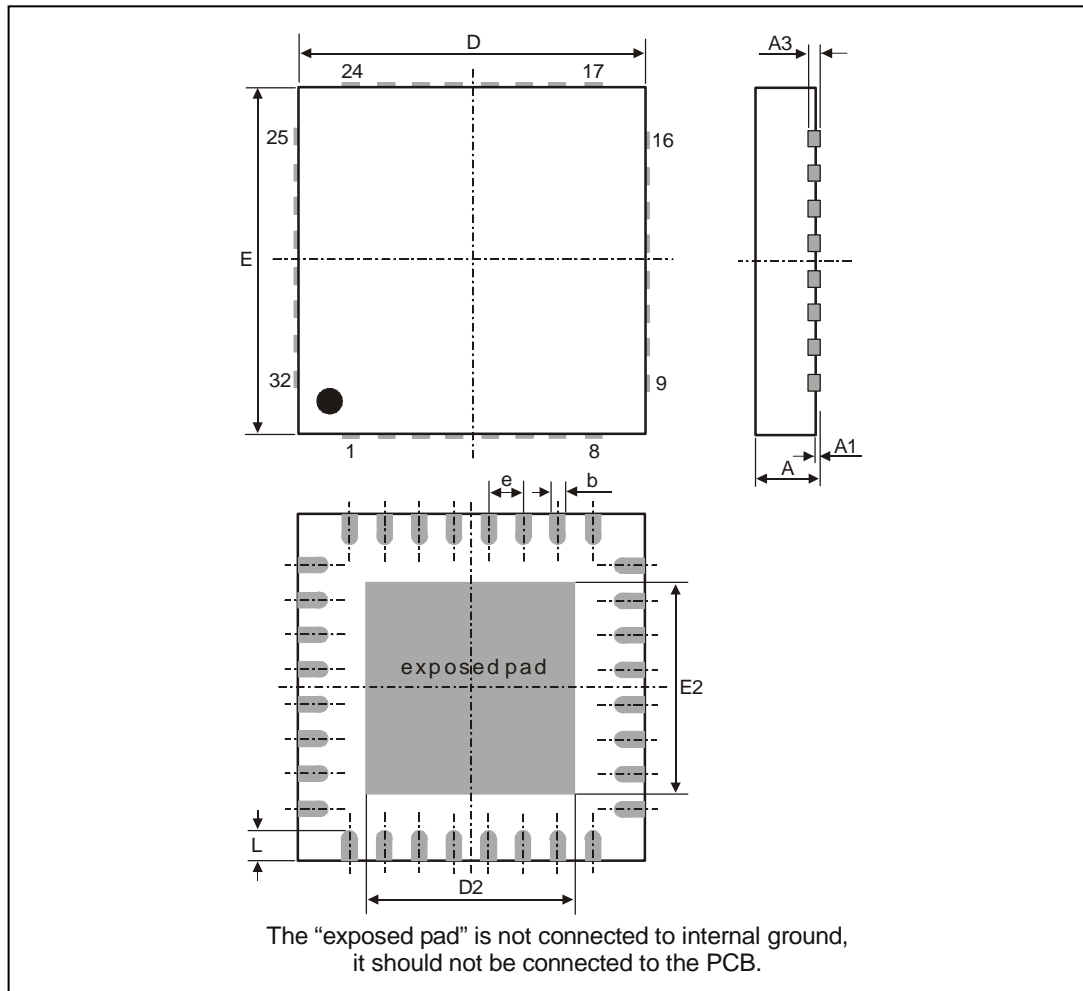 D
A3
24
17
25
16
E
32
9
1
8
A1
A
e
b
exposed pad
E2
L
D2
The “exposed pad” is not connected to internal ground,
it should not be connected to the PCB.